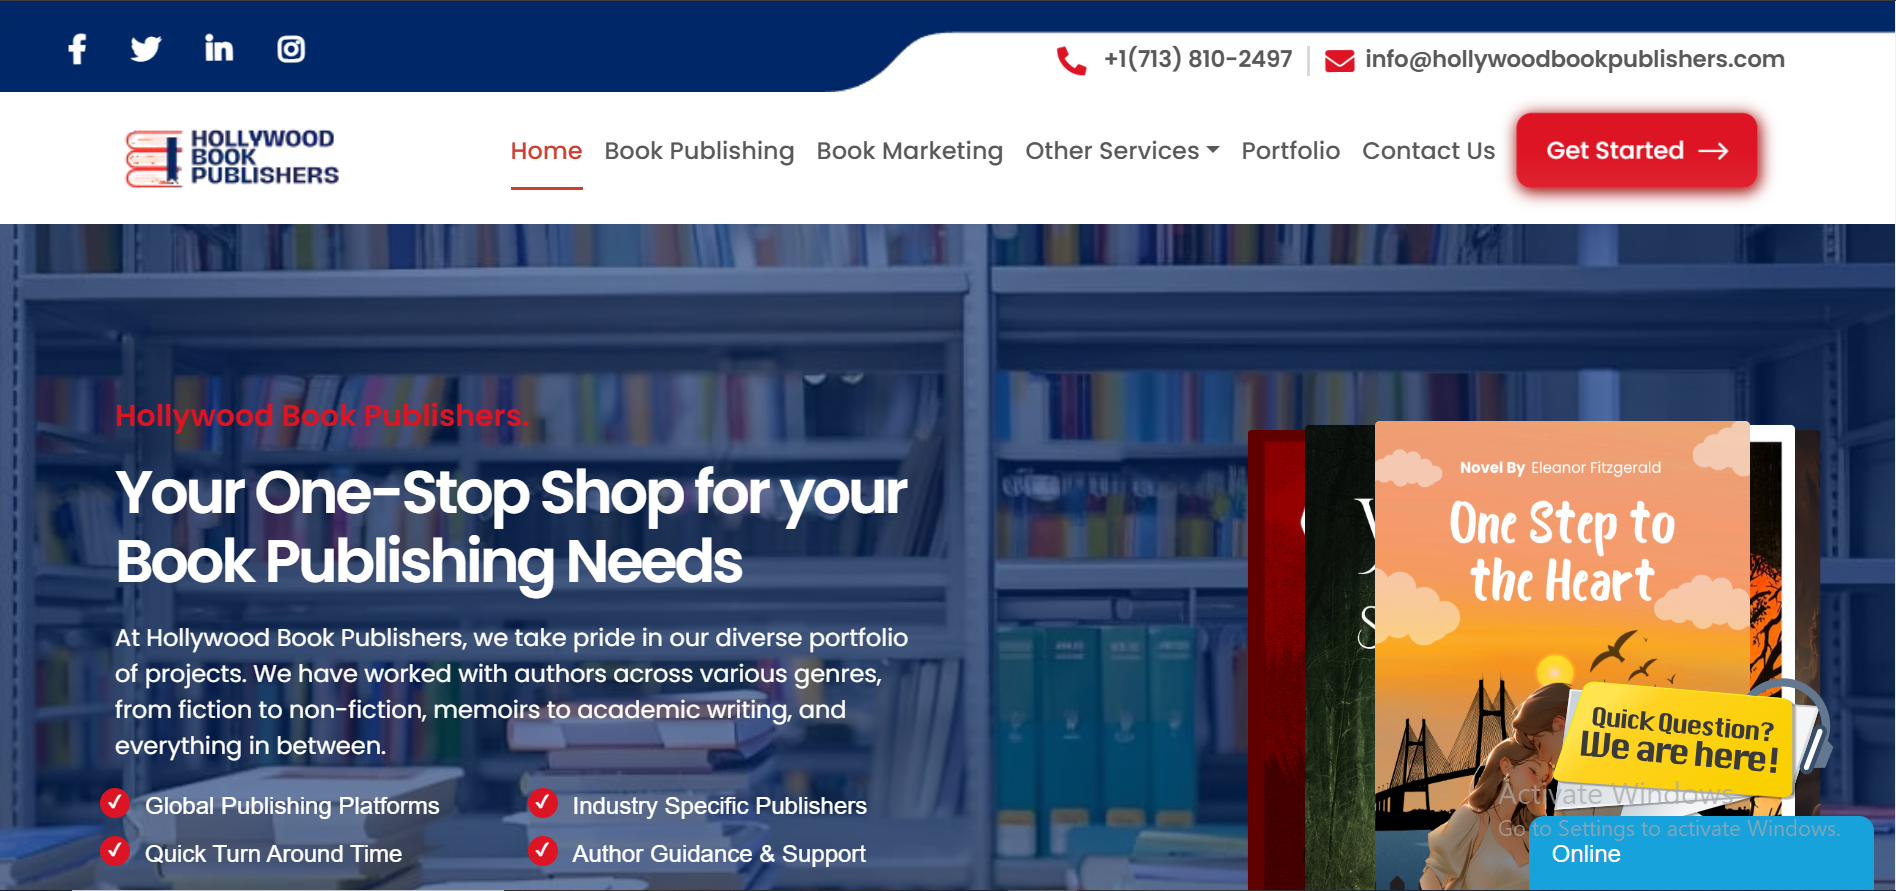 +1(713) 810-2497
info@hollywoodbookpublishers.com
HOLLYWOOD
BOOK
PUBLISHERS
Home
Book Publishing
Book Marketing
Other Services
Portfolio
Contact Us
Get Started
Hollywood Book Publishers.
Your One-Stop Shop for your
Book Publishing Needs
At Hollywood Book Publishers, we take pride in our diverse portfolio
of projects. We have worked with authors across various genres,
from fiction to non-fiction, memoirs to academic writing, and
everything in between.
Global Publishing Platforms
Industry Specific Publishers
Quick Turn Around Time
Author Guidance & Support
Novel By Eleanor Fitzgerald
One Step to
the Heart
Quick Question?
We are here!
Activate Windows
Go to Settings to activate Windows.
Online